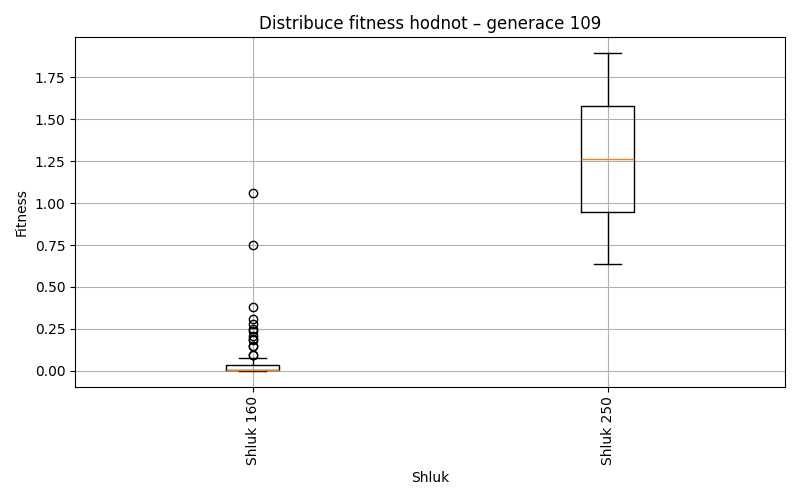 Distribuce fitness hodnot – generace 109
Fitness
1.75
1.50
1.25
1.00
0.75
0.50
0.25
0.00
Shluk 160
Shluk 250
Shluk